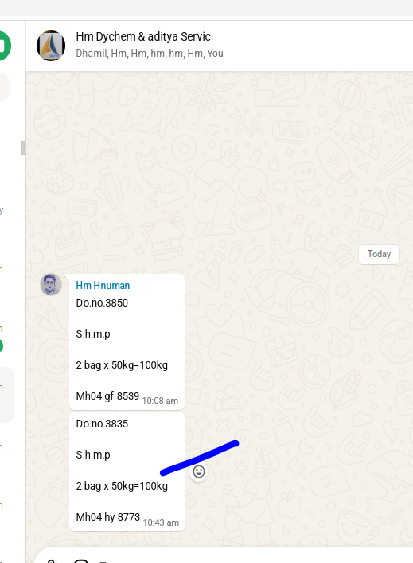 Hm Dychem & aditya Servic
Dhamil, Hm, Hm, hm, hm, Hm, You
Today
Hm Hnuman
Do.no.3850
S.h.m.p
2 bag x 50kg=100kg
Mh04 gf 8539 10:08 am
Do.no.3835
S.h.m.p
2 bag x 50kg=100kg
Mh04 hy 3773 10:43 am